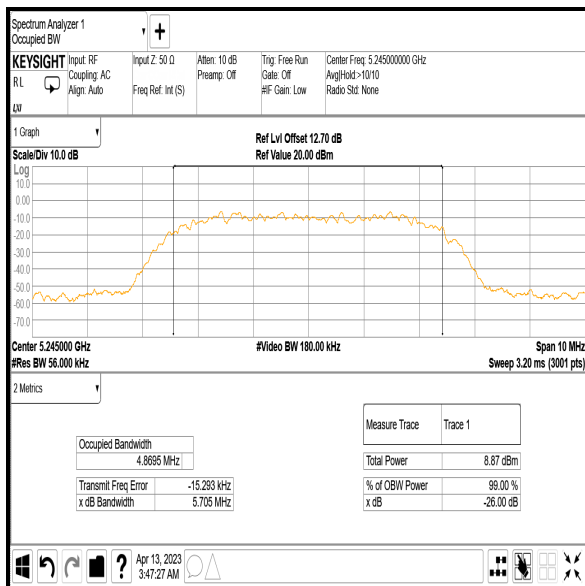 Spectrum Analyzer 1
Occupied BW
KEYSIGHT
RL
LXI
Input: RF
Coupling: AC
Align: Auto
Input Z: 50 Ω
Freq Ref: Int (S)
Atten: 10 dB
Preamp: Off
Trig: Free Run
Gate: Off
#IF Gain: Low
Center Freq: 5.245000000 GHz
Avg|Hold:>10/10
Radio Std: None
1 Graph
Scale/Div 10.0 dB
Ref Lvl Offset 12.70 dB
Ref Value 20.00 dBm
Log
10.0
0.00
-10.0
-20.0
-30.0
-40.0
-50.0
-60.0
-70.0
Center 5.245000 GHz
#Res BW 56.000 kHz
#Video BW 180.00 kHz
Span 10 MHz
Sweep 3.20 ms (3001 pts)
2 Metrics
Occupied Bandwidth
4.8695 MHz
Transmit Freq Error -15.293 kHz
x dB Bandwidth 5.705 MHz
Measure Trace Trace 1
Total Power 8.87 dBm
% of OBW Power 99.00 %
x dB -26.00 dB
?
Apr 13, 2023
3:47:27 AM